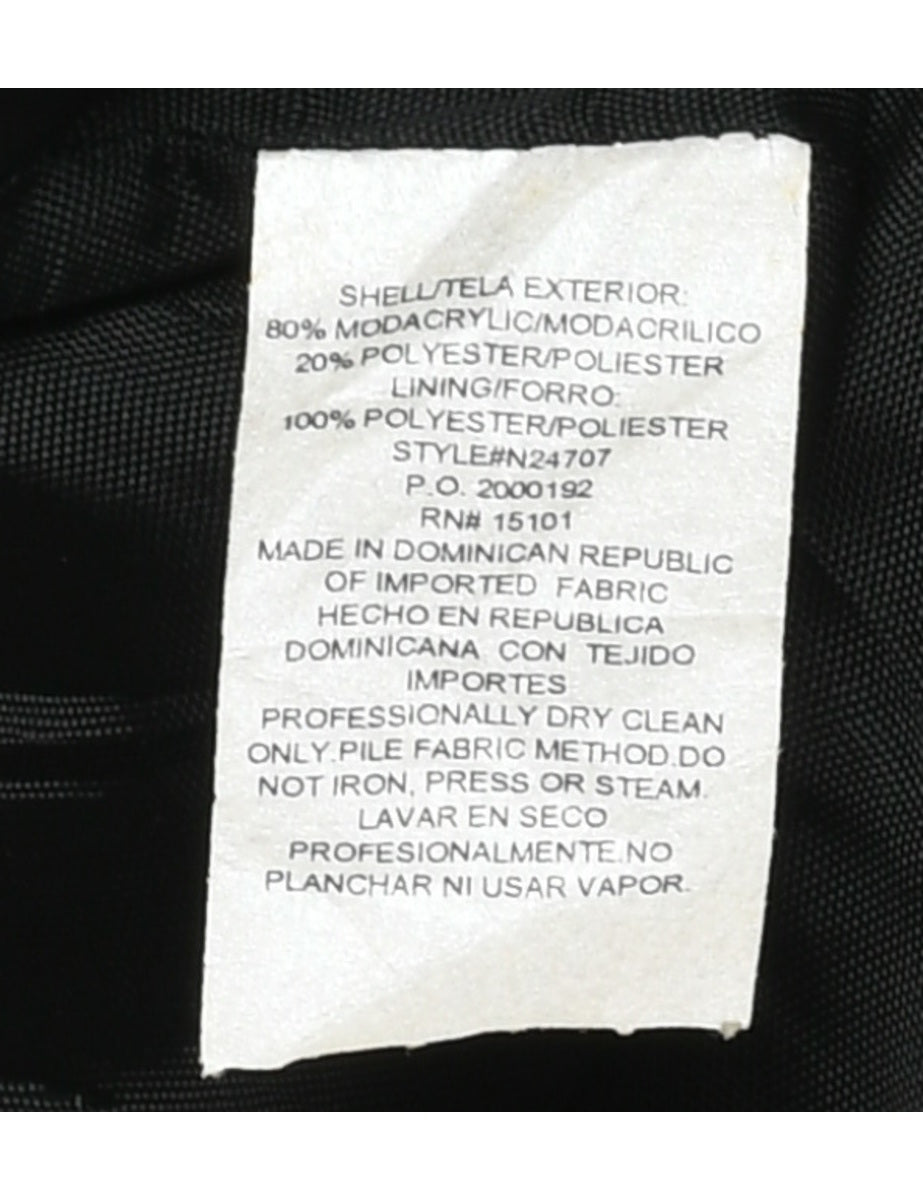 SHELL/TELA EXTERIOR:
80% MODACRYLIC/MODACRILICO
20% POLYESTER/POLIESTER
LINING/FORRO:
100% POLYESTER/POLIESTER
STYLE#N24707
P.O. 2000192
RN# 15101
MADE IN DOMINICAN REPUBLIC
OF IMPORTED FABRIC
HECHO EN REPUBLICA
DOMINICANA CON TEJIDO
IMPORTES
PROFESSIONALLY DRY CLEAN
ONLY.PILE FABRIC METHOD.DO
NOT IRON, PRESS OR STEAM.
LAVAR EN SECO
PROFESIONALMENTE.NO
PLANCHAR NI USAR VAPOR.